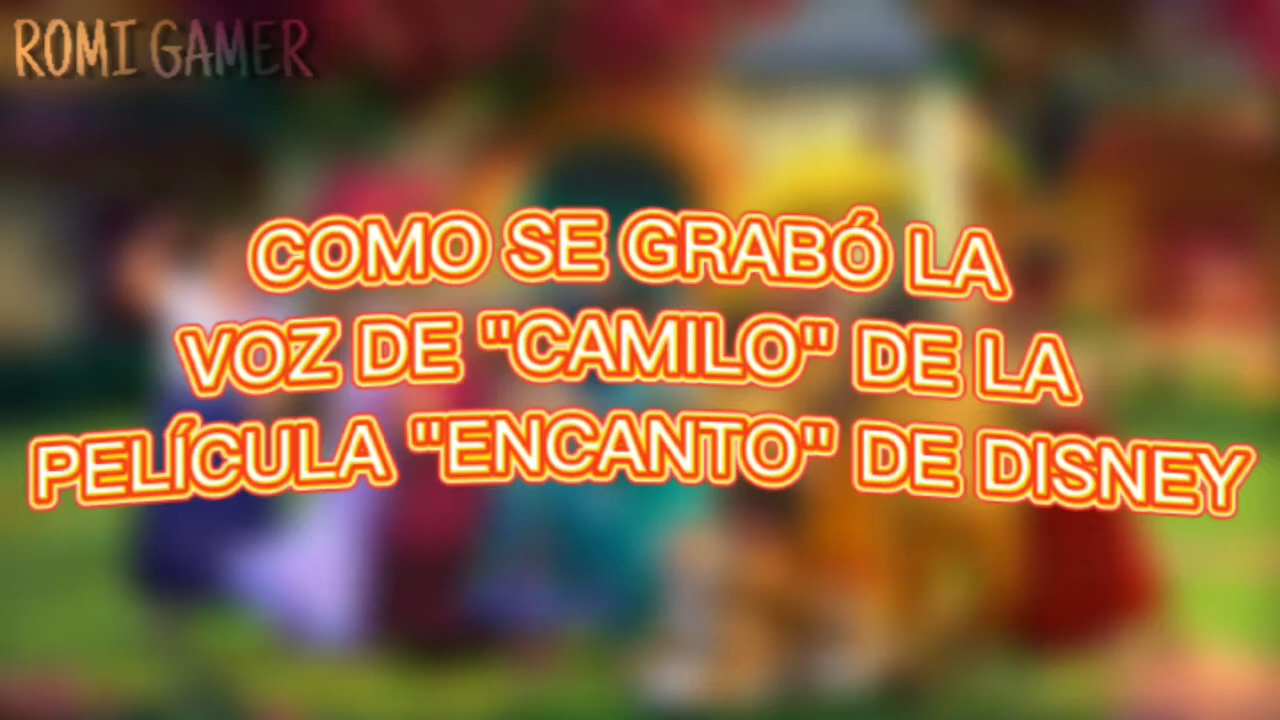 ROMI GAMER
COMO SE GRABÓ LA
VOZ DE "CAMILO" DE LA
PELÍCULA "ENCANTO" DE DISNEY